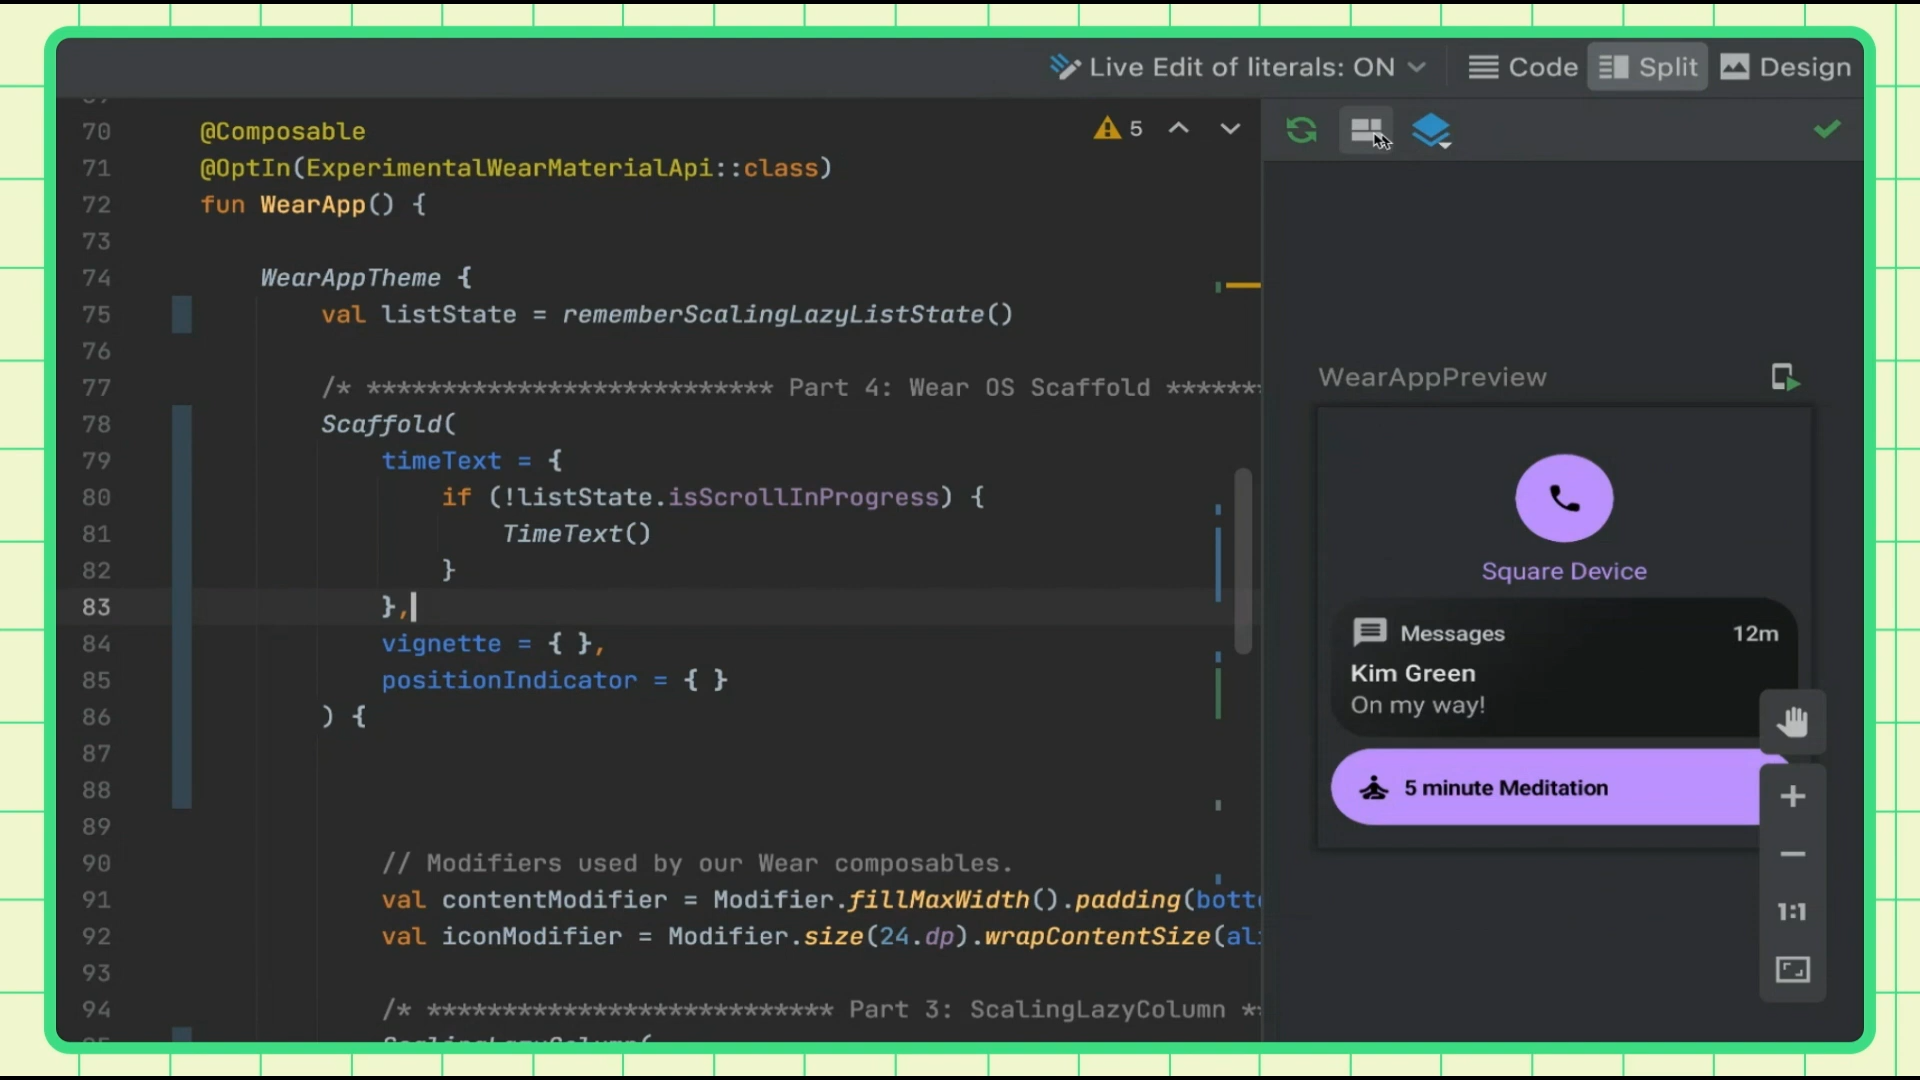 Live Edit of literals: ON
Code
Split
Design
5
70 @Composable
71 @OptIn(ExperimentalWearMaterialApi::class)
72 fun WearApp() {
73
74 WearAppTheme {
75 val listState = rememberScalingLazyListState()
76
77 /* *************************** Part 4: Wear OS Scaffold *******
78 Scaffold(
79 timeText = {
80 if (!listState.isScrollInProgress) {
81 TimeText()
82 }
83 },
84 vignette = { },
85 positionIndicator = { }
86 ) {
87
88
89
90 // Modifiers used by our Wear composables.
91 val contentModifier = Modifier.fillMaxWidth().padding(botto
92 val iconModifier = Modifier.size(24.dp).wrapContentSize(ali
93
94 /* *************************** Part 3: ScalingLazyColumn **
ScalingLazyColumn(
WearAppPreview
Square Device
Messages 12m
Kim Green
On my way!
5 minute Meditation
1:1